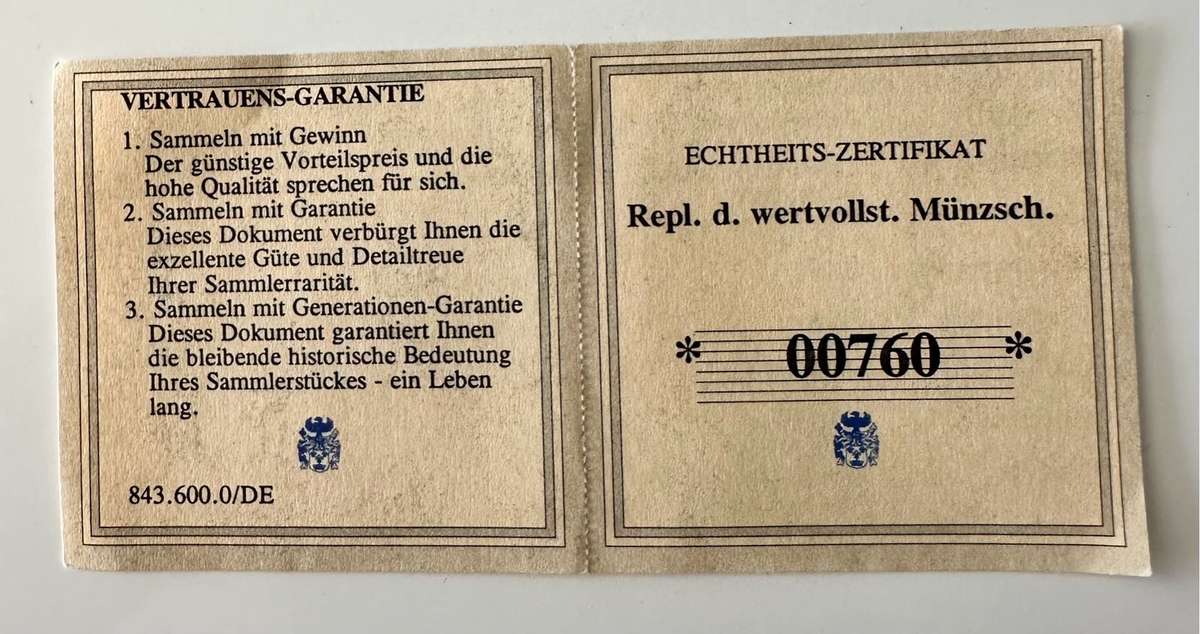 VERTRAUENS-GARANTIE
1. Sammeln mit Gewinn
Der günstige Vorteilspreis und die
hohe Qualität sprechen für sich.
2. Sammeln mit Garantie
Dieses Dokument verbürgt Ihnen die
exzellente Güte und Detailtreue
Ihrer Sammlerrarität.
3. Sammeln mit Generationen-Garantie
Dieses Dokument garantiert Ihnen
die bleibende historische Bedeutung
Ihres Sammlerstückes - ein Leben
lang.
843.600.0/DE
ECHTHEITS-ZERTIFIKAT
Repl. d. wertvollst. Münzsch.
* 00760 *